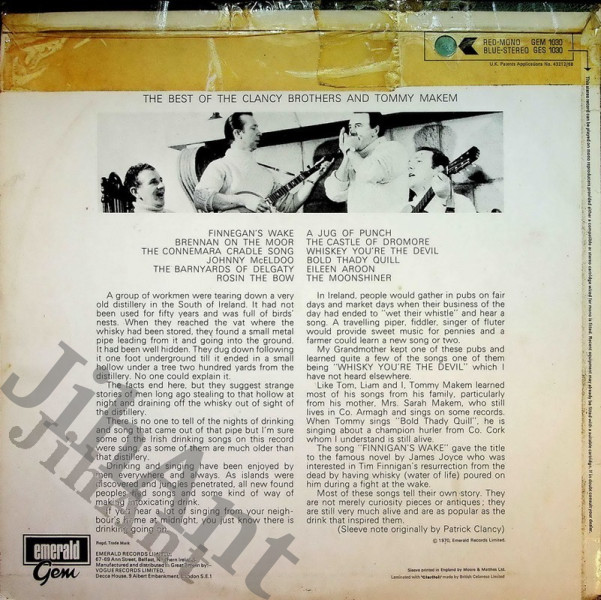 RED-MONO GEM 1030
BLUE-STEREO GES 1030
U.K. Patent Applications No. 43212/68
THE BEST OF THE CLANCY BROTHERS AND TOMMY MAKEM
FINNEGAN'S WAKE
BRENNAN ON THE MOOR
THE CONNEMARA CRADLE SONG
JOHNNY McELDOO
THE BARNYARDS OF DELGATY
ROSIN THE BOW
A JUG OF PUNCH
THE CASTLE OF DROMORE
WHISKEY YOU'RE THE DEVIL
BOLD THADY QUILL
EILEEN AROON
THE MOONSHINER
A group of workmen were tearing down a very
old distillery in the South of Ireland. It had not
been used for fifty years and was full of birds'
nests. When they reached the vat where the
whisky had been stored, they found a small metal
pipe leading from it and going into the ground.
It had been well hidden. They dug down following
it one foot underground till it ended in a small
hollow under a tree two hundred yards from the
distillery. No one could explain it.
The facts end here, but they suggest strange
stories of men long ago stealing to that hollow at
night and draining off the whisky out of sight of
the distillery.
no one to tell of the nights of drinking
and song that came out of that pipe but I'm sure
some of the Irish drinking songs on this record
were sung, as some of them are much older than
that distillery.
Drinking and singing have been enjoyed by
men everywhere and always. As islands were
discovered and jungles penetrated, all new found
peoples had songs and some kind of way of
making intoxicating drink.
If you hear loud singing from your neigh-
bour's home at midnight, you just know there is
drinking going on.
In Ireland, people would gather in pubs on fair
days and market days when their business of the
day had ended to "wet their whistle" and hear a
song. A travelling piper, fiddler, singer of fluter
would provide sweet music for pennies and a
farmer could learn a new song or two.
My Grandmother kept one of these pubs and
learned quite a few of the songs one of them
being "WHISKY YOU'RE THE DEVIL" which I
have not heard elsewhere.
Like Tom, Liam and I, Tommy Makem learned
most of his songs from his family, particularly
from his mother, Mrs. Sarah Makem, who still
lives in Co. Armagh and sings on some records.
When Tommy sings "Bold Thady Quill", he is
singing about a champion hurler from Co. Cork
whom I understand is still alive.
The song "FINNIGAN'S WAKE" gave the title
to the famous novel by James Joyce who was
interested in Tim Finnigan's resurrection from the
dead by having whisky (water of life) poured on
him during a fight at the wake.
Most of these songs tell their own story. They
are not merely curiosity pieces or antiques; they
are still very much alive and are as popular as the
drink that inspired them.
(Sleeve note originally by Patrick Clancy)
© 1970, Emerald Records Limited.
emerald
Gem
Regd. Trade Mark
EMERALD RECORDS LIMITED,
67-69 Ann Street, Belfast, Northern Ireland
Manufactured and distributed in Great Britain by:-
VOGUE RECORDS LIMITED,
Decca House, 9 Albert Embankment, London S.E.1
Sleeve printed in England by
Laminated with 'Clarifoil' made by British Celanese Limited
JihAmt
JihAmt